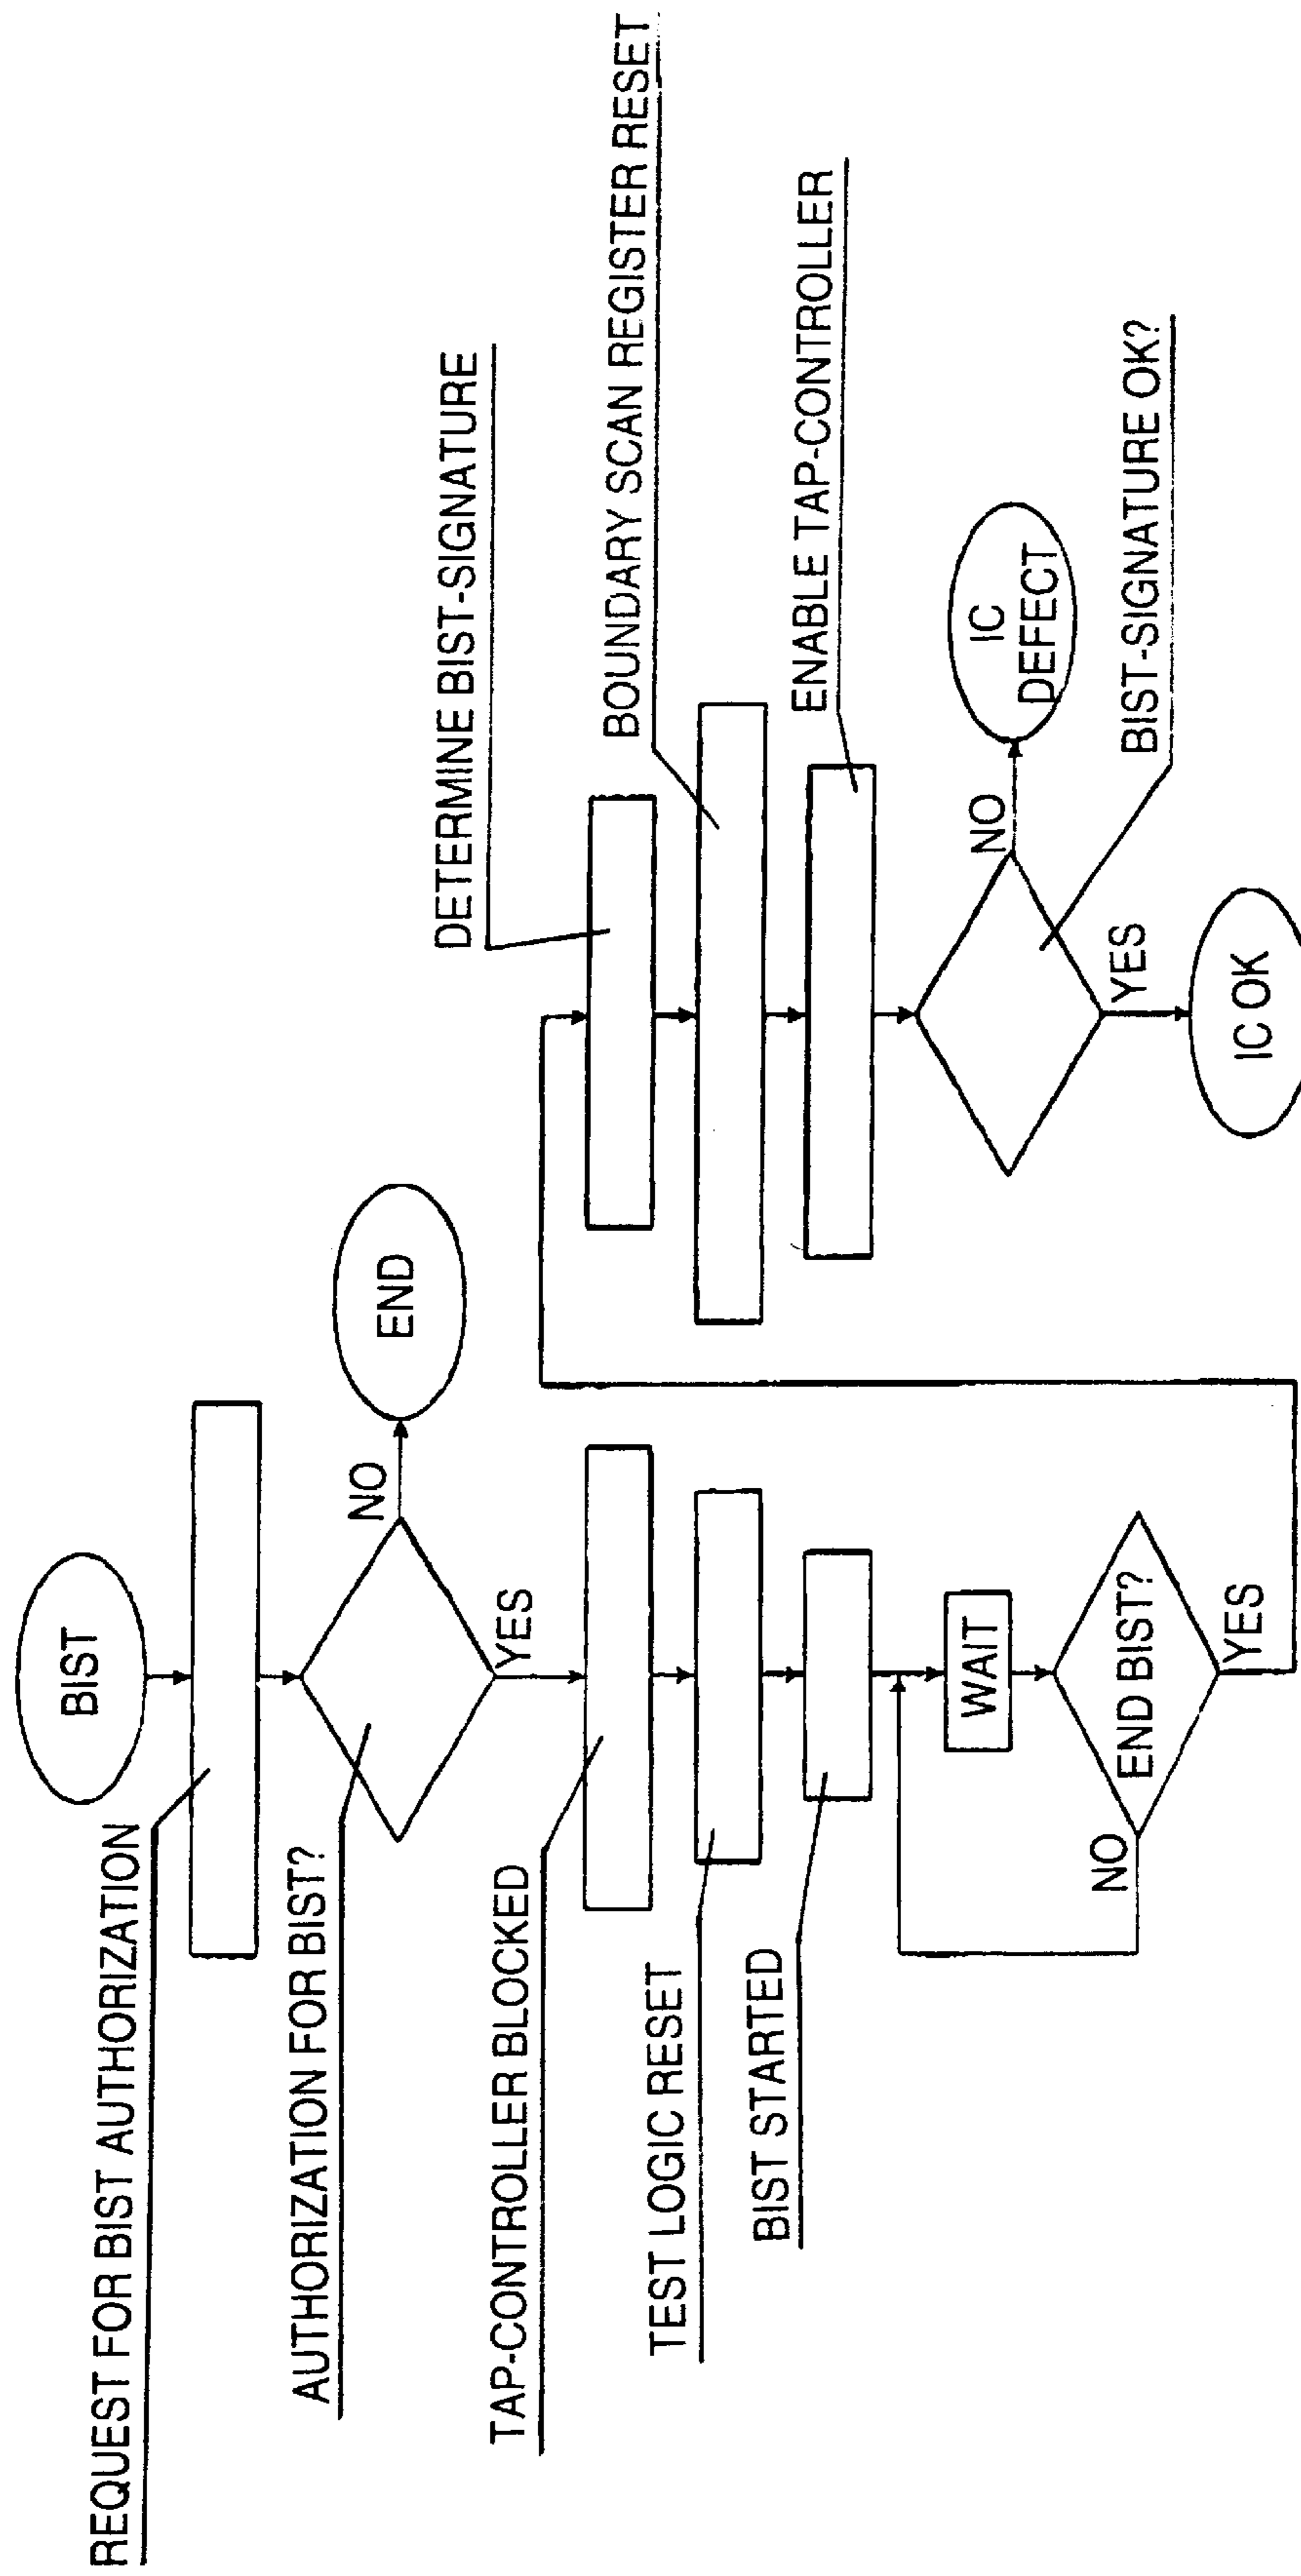 BIST
REQUEST FOR BIST AUTHORIZATION
AUTHORIZATION FOR BIST?
NO
END
YES
TAP-CONTROLLER BLOCKED
TEST LOGIC RESET
BIST STARTED
WAIT
END BIST?
NO
YES
DETERMINE BIST-SIGNATURE
BOUNDARY SCAN REGISTER RESET
ENABLE TAP-CONTROLLER
NO
IC
DEFECT
BIST-SIGNATURE OK?
YES
IC OK